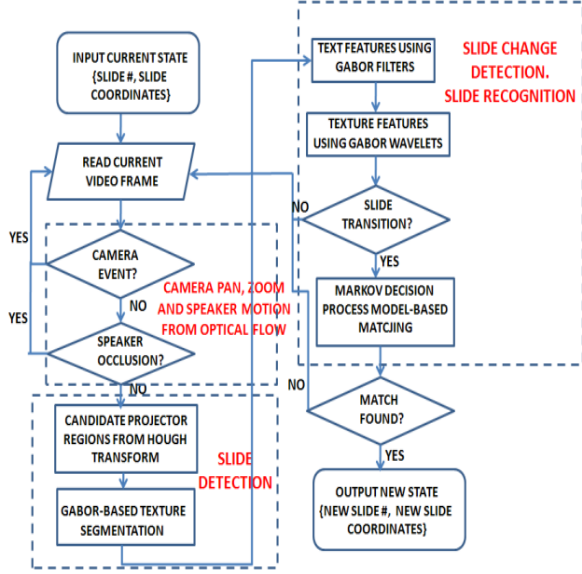 INPUT CURRENT STATE
{SLIDE #, SLIDE
COORDINATES}
READ CURRENT
VIDEO FRAME
YES
CAMERA
EVENT?
NO
CAMERA PAN, ZOOM
AND SPEAKER MOTION
FROM OPTICAL FLOW
YES
SPEAKER
OCCLUSION?
NO
CANDIDATE PROJECTOR
REGIONS FROM HOUGH
TRANSFORM
SLIDE
DETECTION
GABOR-BASED TEXTURE
SEGMENTATION
TEXT FEATURES USING
GABOR FILTERS
SLIDE CHANGE
DETECTION.
SLIDE RECOGNITION
TEXTURE FEATURES
USING GABOR WAVELETS
NO
SLIDE
TRANSITION?
YES
MARKOV DECISION
PROCESS MODEL-BASED
MATCJING
NO
MATCH
FOUND?
YES
OUTPUT NEW STATE
{NEW SLIDE #, NEW SLIDE
COORDINATES}